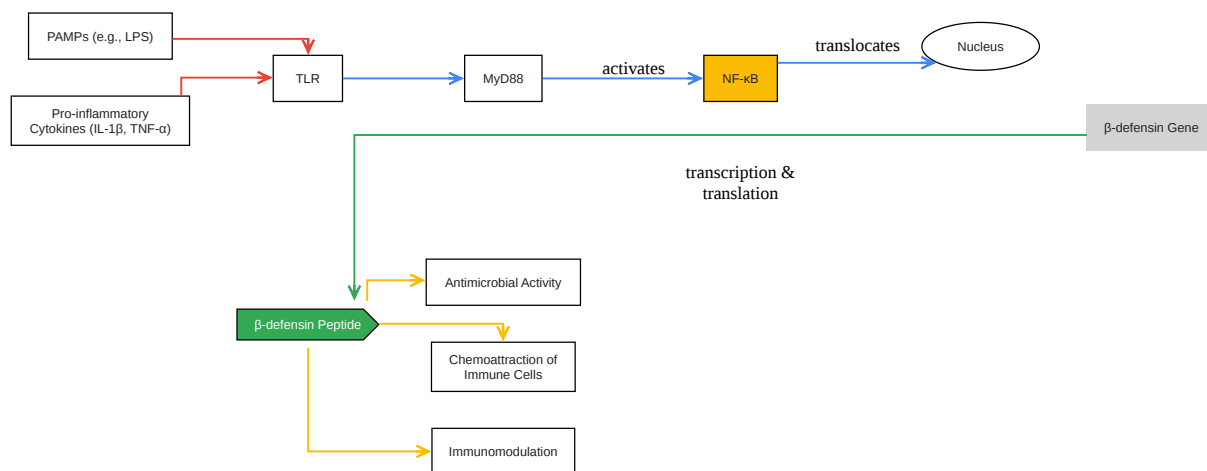 PAMPs (e.g., LPS)
TLR
MyD88
activates
NF-κB
translocates
Nucleus
Pro-inflammatory
Cytokines (IL-1β, TNF-α)
β-defensin Gene
transcription &
translation
Antimicrobial Activity
β-defensin Peptide
Chemoattraction of
Immune Cells
Immunomodulation